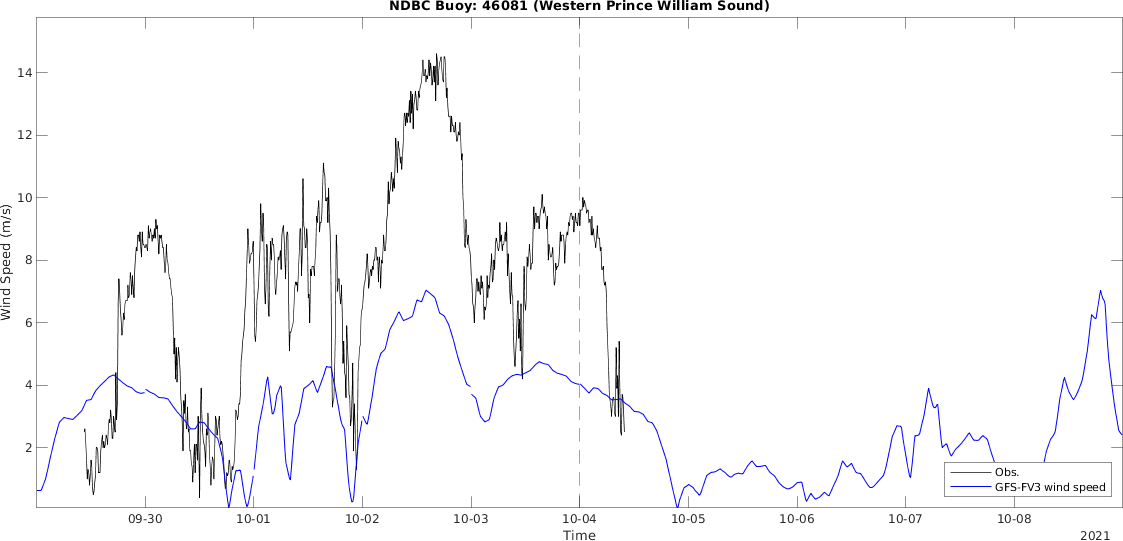 NDBC Buoy: 46081 (Western Prince William Sound)
14
12
10
8
6
4
2
Wind Speed (m/s)
Obs.
GFS-FV3 wind speed
09-30 10-01 10-02 10-03 10-04 10-05 10-06 10-07 10-08
Time
2021